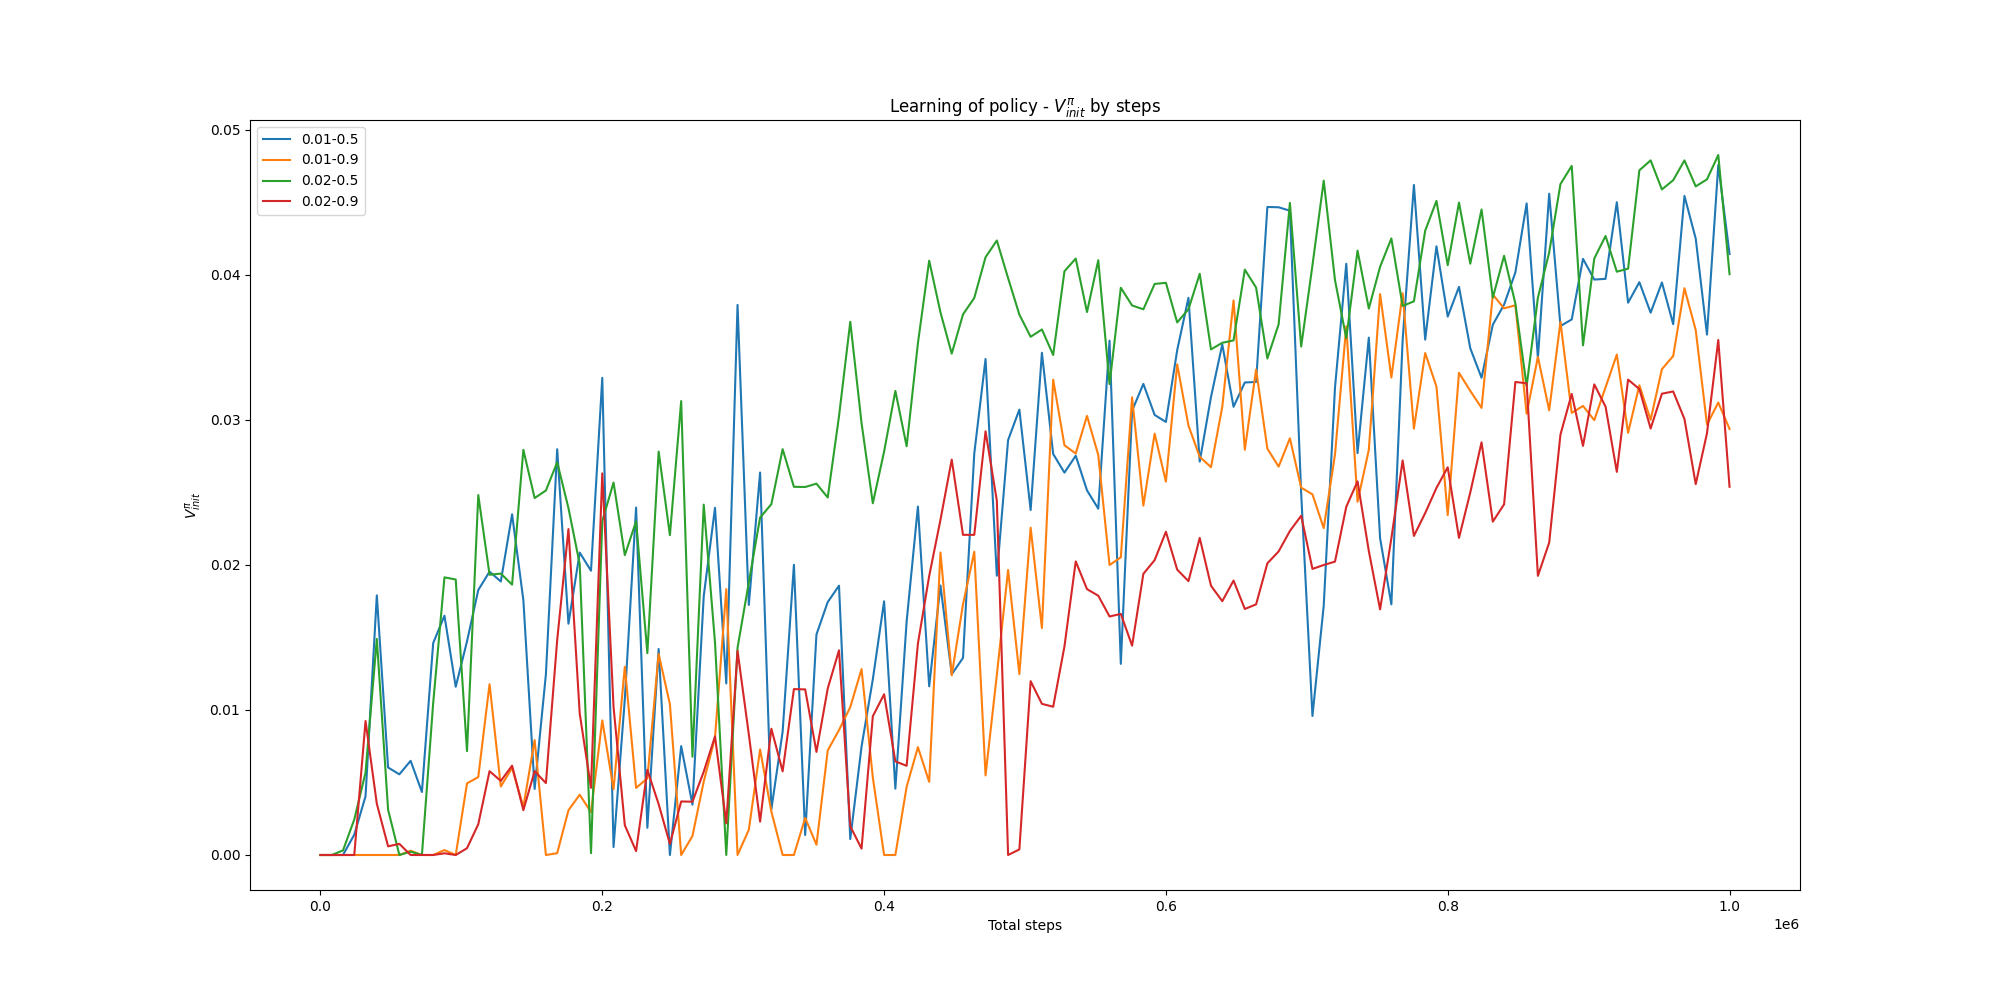 Learning of policy - $V^{\pi}_{init}$ by steps
0.01-0.5
0.01-0.9
0.02-0.5
0.02-0.9
$V^{\pi}_{init}$
0.05
0.04
0.03
0.02
0.01
0.00
0.0 0.2 0.4 0.6 0.8 1.0
Total steps
1e6